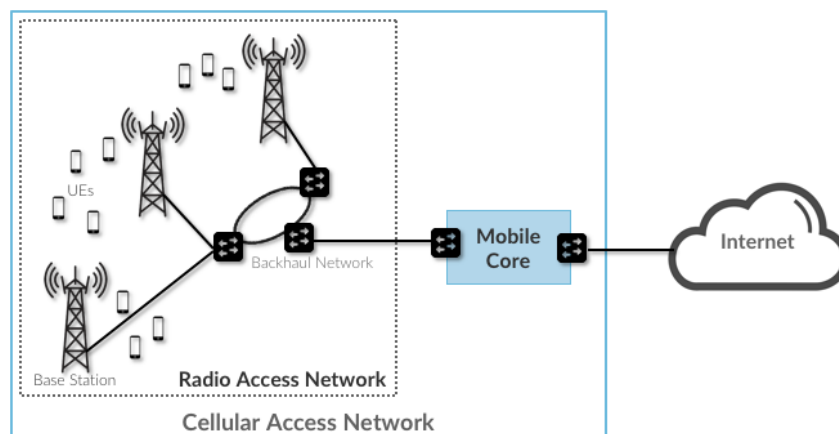 UEs
Backhaul Network
Base Station
Radio Access Network
Cellular Access Network
Mobile
Core
Internet